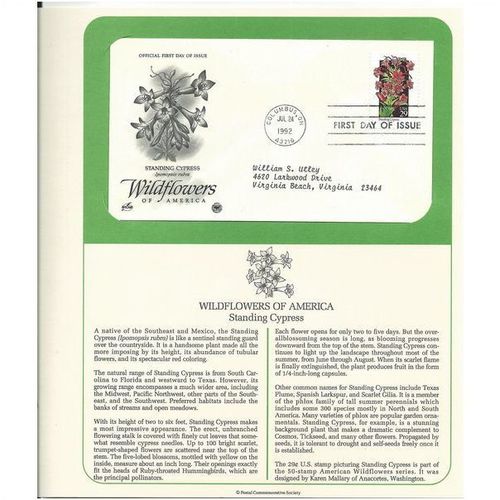 OFFICIAL FIRST DAY OF ISSUE
STANDING CYPRESS
Ipomopsis rubra
Wildflowers
OF AMERICA
COLUMBUS, OH
JUL 24
1992
43216
FIRST DAY OF ISSUE
William S. Utley
4620 Larkwood Drive
Virginia Beach, Virginia 23464
WILDFLOWERS OF AMERICA
Standing Cypress
A native of the Southeast and Mexico, the Standing
Cypress (Ipomopsis rubra) is like a sentinel standing guard
over the countryside. It is a handsome plant made all the
more imposing by its height, its abundance of tubular
flowers, and its spectacular red coloring.
The natural range of Standing Cypress is from South Caro-
lina to Florida and westward to Texas. However, its
growing range encompasses a much wider area, including
the Midwest, Pacific Northwest, other parts of the South-
east, and the Southwest. Preferred habitats include the
banks of streams and open meadows.
With its height of two to six feet, Standing Cypress makes
a most impressive appearance. The erect, unbranched
flowering stalk is covered with finely cut leaves that some-
what resemble cypress needles. Up to 100 bright scarlet,
trumpet-shaped flowers are scattered near the top of the
stem. The five-lobed blossoms, mottled with yellow on the
inside, measure about an inch long. Their openings exactly
fit the beaks of Ruby-throated Hummingbirds, which are
the principal pollinators.
Each flower opens for only two to five days. But the over-
all blossoming season is long, as blooming progresses
downward from the top of the stem. Standing Cypress con-
tinues to light up the landscape throughout most of the
summer, from June through August. When its scarlet flame
is finally extinguished, the plant produces fruit in the form
of 1/4-inch-long capsules.
Other common names for Standing Cypress include Texas
Plume, Spanish Larkspur, and Scarlet Gilia. It is a member
of the phlox family of tall summer perennials which
includes some 300 species mostly in North and South
America. Many varieties of phlox are popular garden orna-
mentals. Standing Cypress, for example, is a stunning
background plant that makes a dramatic complement to
Cosmos, Tickseed, and many other flowers. Propagated by
seeds, it is tolerant to drought and self-seeds freely once it
is established.
The 29¢ U.S. stamp picturing Standing Cypress is part of
the 50-stamp American Wildflowers series. It was
designed by Karen Mallary of Anacortes, Washington.
© Postal Commemorative Society